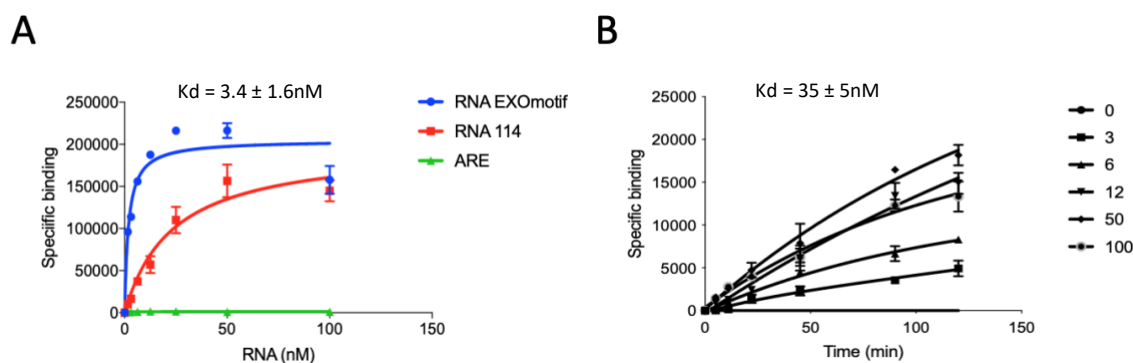 A
Kd = 3.4 ± 1.6nM
250000
200000
150000
100000
50000
0
0
50
100
150
Speciific binding
RNA (nM)
RNA EXOmotif
RNA 114
ARE
B
Kd = 35 ± 5nM
25000
20000
15000
10000
5000
0
0
50
100
150
Specific binding
Time (min)
0
3
6
12
50
100